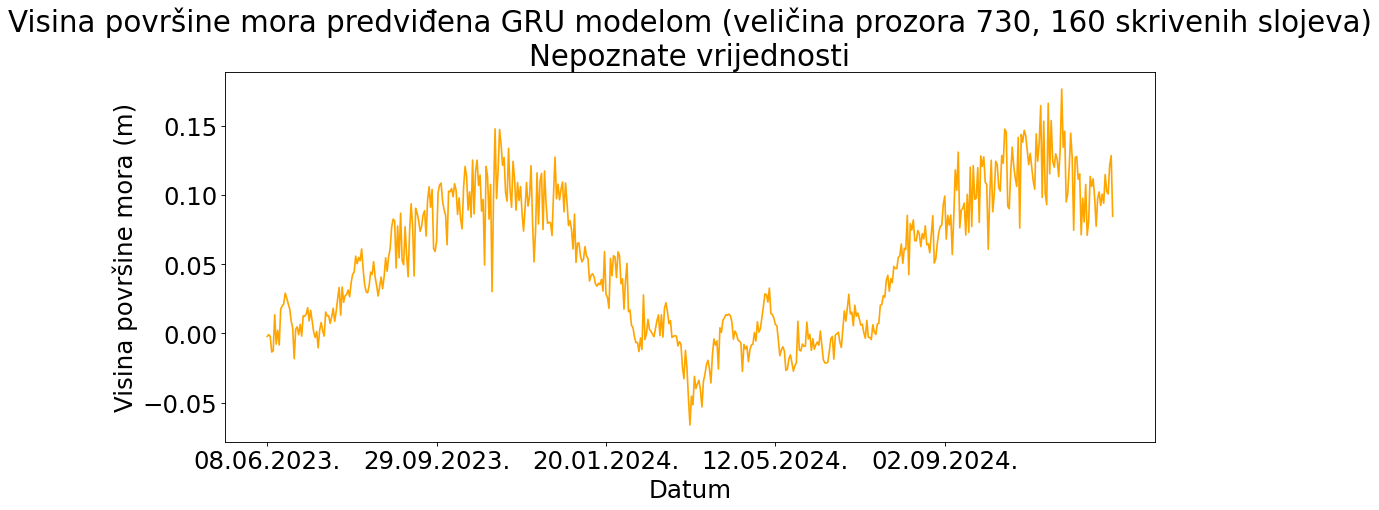 Visina površine mora predviđena GRU modelom (veličina prozora 730, 160 skrivenih slojeva)
Nepoznate vrijednosti
Visina površine mora (m)
0.15
0.10
0.05
0.00
−0.05
08.06.2023. 29.09.2023. 20.01.2024. 12.05.2024. 02.09.2024.
Datum